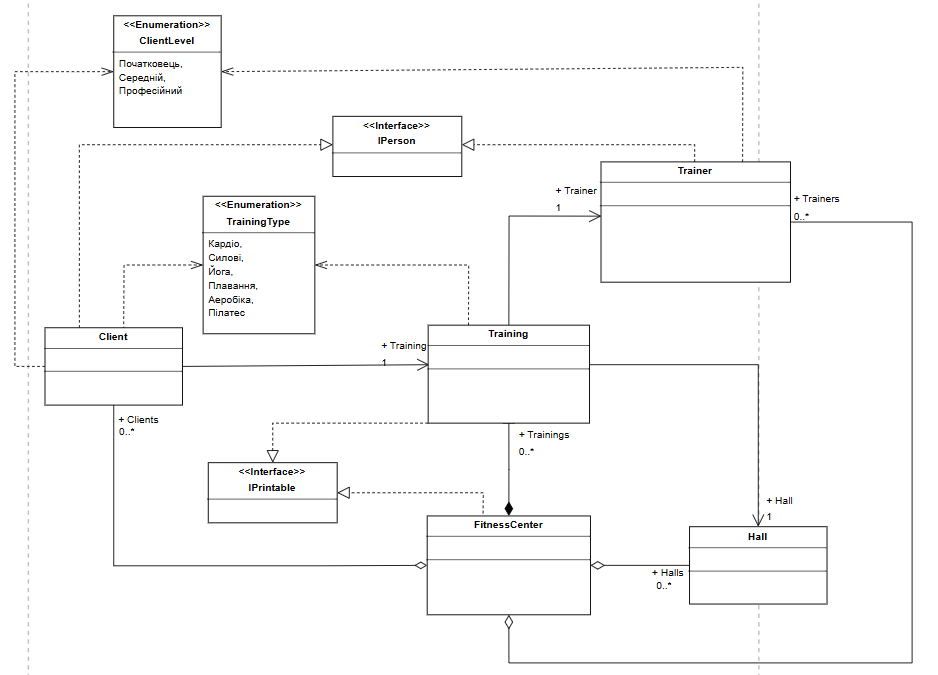 <<Enumeration>>
ClientLevel
Початковець,
Середній,
Професійний
<<Interface>>
IPerson
Trainer
+ Trainer
1
+ Trainers
0..*
<<Enumeration>>
TrainingType
Кардіо,
Силові,
Йога,
Плавання,
Аеробіка,
Пілатес
Client
+ Training
1
Training
+ Clients
0..*
+ Trainings
0..*
<<Interface>>
IPrintable
FitnessCenter
+ Hall
1
Hall
+ Halls
0..*